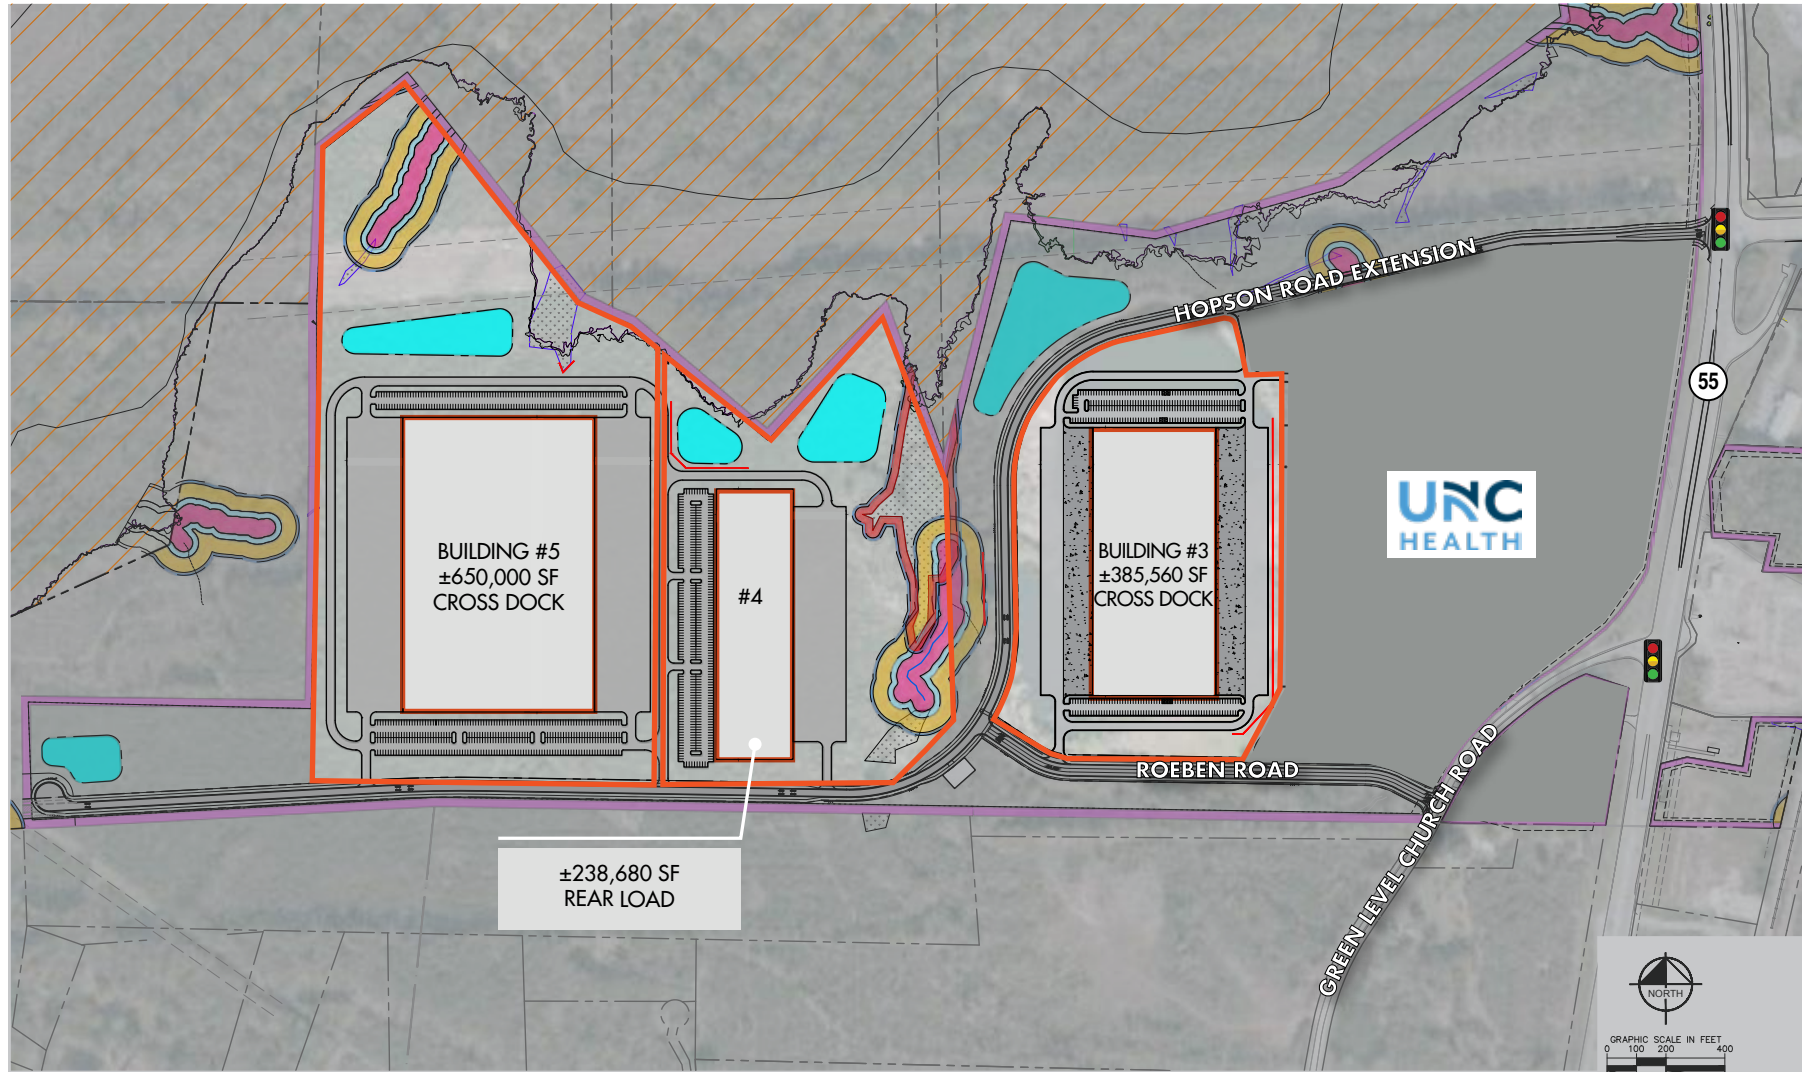 HOPSON ROAD EXTENSION
55
UNC
HEALTH
BUILDING #5
±650,000 SF
CROSS DOCK
#4
BUILDING #3
±385,560 SF
CROSS DOCK
ROEBEN ROAD
GREEN LEVEL CHURCH ROAD
±238,680 SF
REAR LOAD
NORTH
GRAPHIC SCALE IN FEET
0 100 200 400